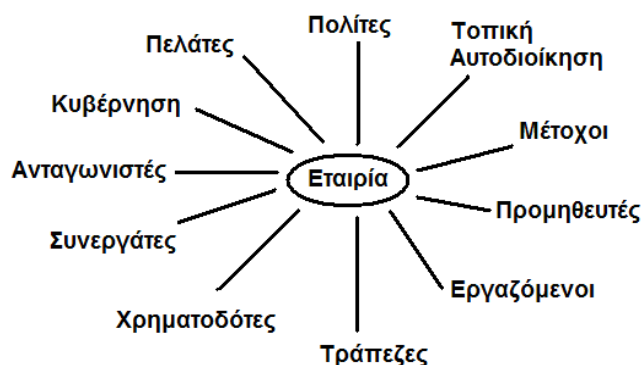 Πολίτες
Τοπική
Αυτοδιοίκηση
Πελάτες
Κυβέρνηση
Μέτοχοι
Ανταγωνιστές
Εταιρία
Προμηθευτές
Συνεργάτες
Εργαζόμενοι
Χρηματοδότες
Τράπεζες